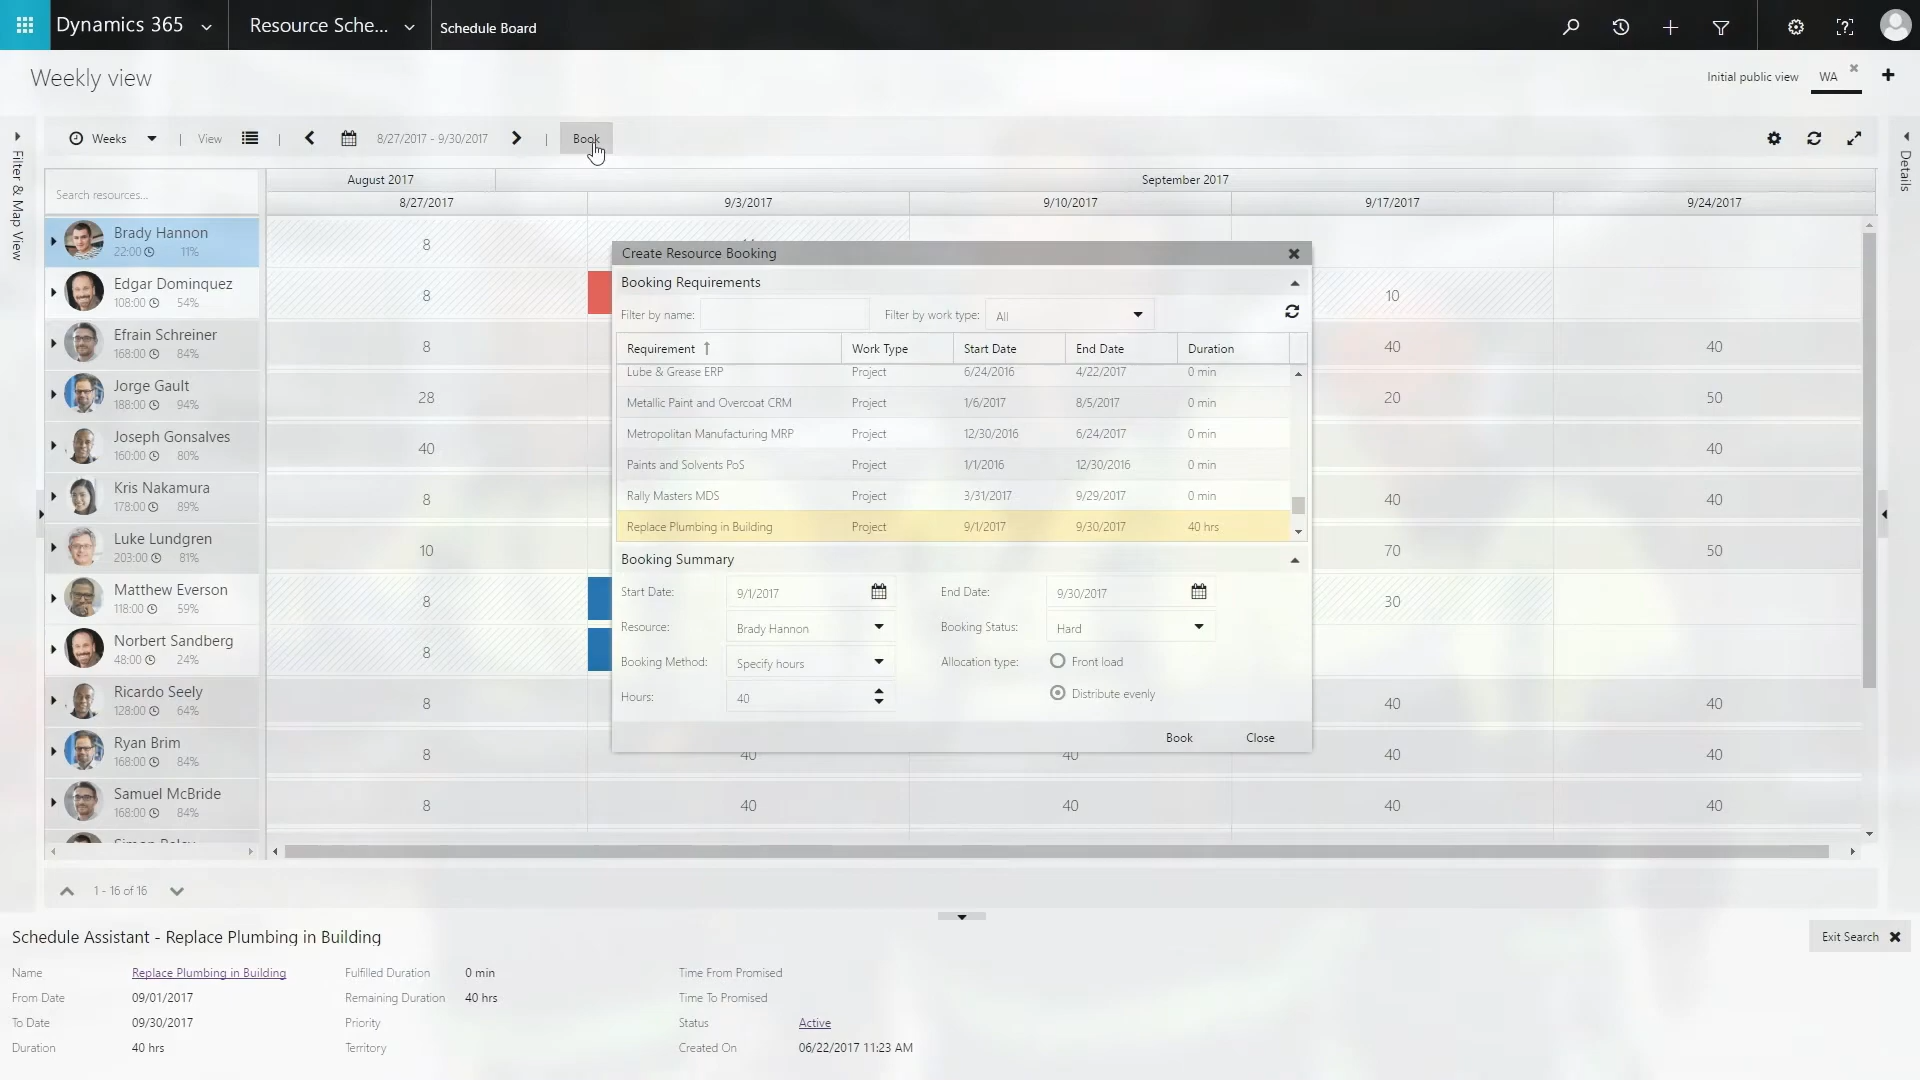 Dynamics 365 Resource Sche... Schedule Board
Weekly view
Initial public view WA
Weeks | View | 8/27/2017 - 9/30/2017 | Book
Filter & Map View
Details
Search resources...
August 2017 September 2017
8/27/2017 9/3/2017 9/10/2017 9/17/2017 9/24/2017
Brady Hannon 8
22:00 11%
Edgar Dominquez 8 10
108:00 54%
Efrain Schreiner 8 40 40
168:00 84%
Jorge Gault 28 20 50
188:00 94%
Joseph Gonsalves 40 40
160:00 80%
Kris Nakamura 8 40 40
178:00 89%
Luke Lundgren 10 70 50
203:00 81%
Matthew Everson 8 30
118:00 59%
Norbert Sandberg 8
48:00 24%
Ricardo Seely 8 40 40
128:00 64%
Ryan Brim 8 40 40 40 40
168:00 84%
Samuel McBride 8 40 40 40 40
168:00 84%
1 - 16 of 16
Create Resource Booking
Booking Requirements
Filter by name: Filter by work type: All
Requirement Work Type Start Date End Date Duration
Lube & Grease ERP Project 6/24/2016 4/22/2017 0 min
Metallic Paint and Overcoat CRM Project 1/6/2017 8/5/2017 0 min
Metropolitan Manufacturing MRP Project 12/30/2016 6/24/2017 0 min
Paints and Solvents PoS Project 1/1/2016 12/30/2016 0 min
Rally Masters MDS Project 3/31/2017 9/29/2017 0 min
Replace Plumbing in Building Project 9/1/2017 9/30/2017 40 hrs
Booking Summary
Start Date: 9/1/2017 End Date: 9/30/2017
Resource: Brady Hannon Booking Status: Hard
Booking Method: Specify hours Allocation type: Front load
Hours: 40 Distribute evenly
Book Close
Schedule Assistant - Replace Plumbing in Building
Exit Search
Name Replace Plumbing in Building Fulfilled Duration 0 min Time From Promised
From Date 09/01/2017 Remaining Duration 40 hrs Time To Promised
To Date 09/30/2017 Priority Status Active
Duration 40 hrs Territory Created On 06/22/2017 11:23 AM